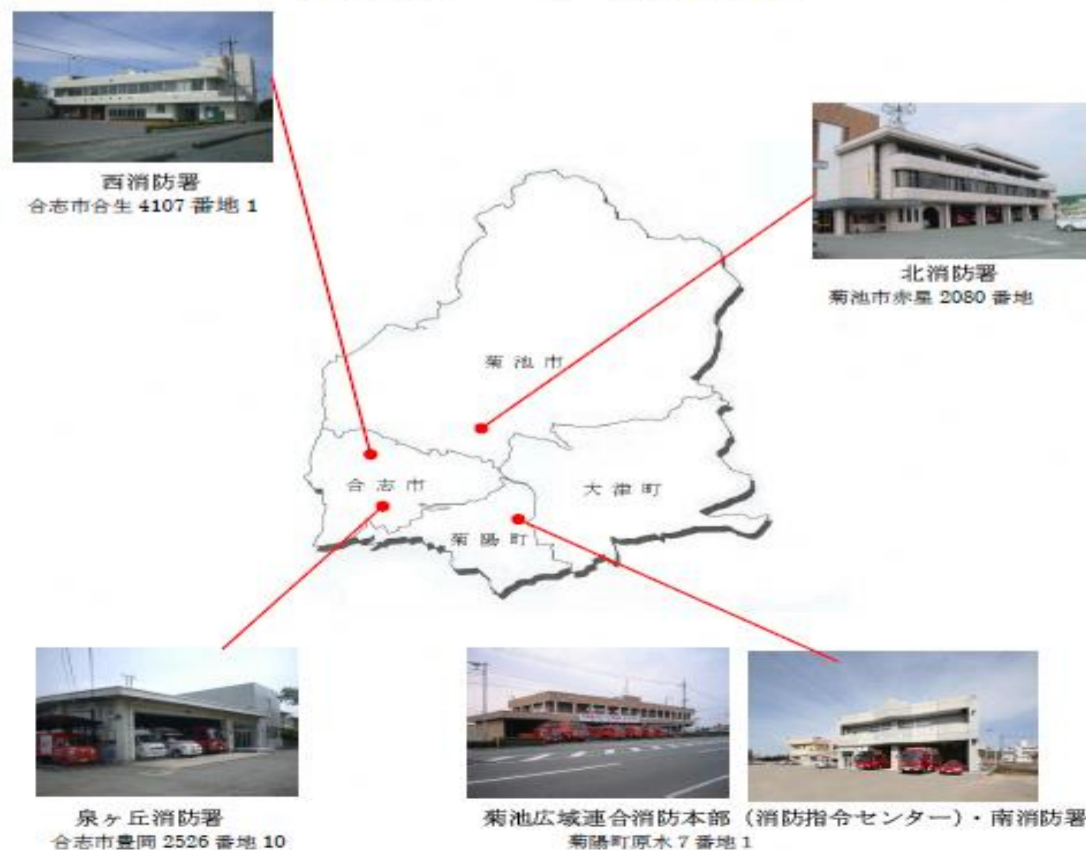 西消防署
合志市合生 4107 番地 1
北消防署
菊池市赤星 2080 番地
菊池市
合志市
大津町
菊陽町
泉ヶ丘消防署
合志市豊岡 2526 番地 10
菊池広域連合消防本部（消防指令センター）・南消防署
菊陽町原水 7 番地 1